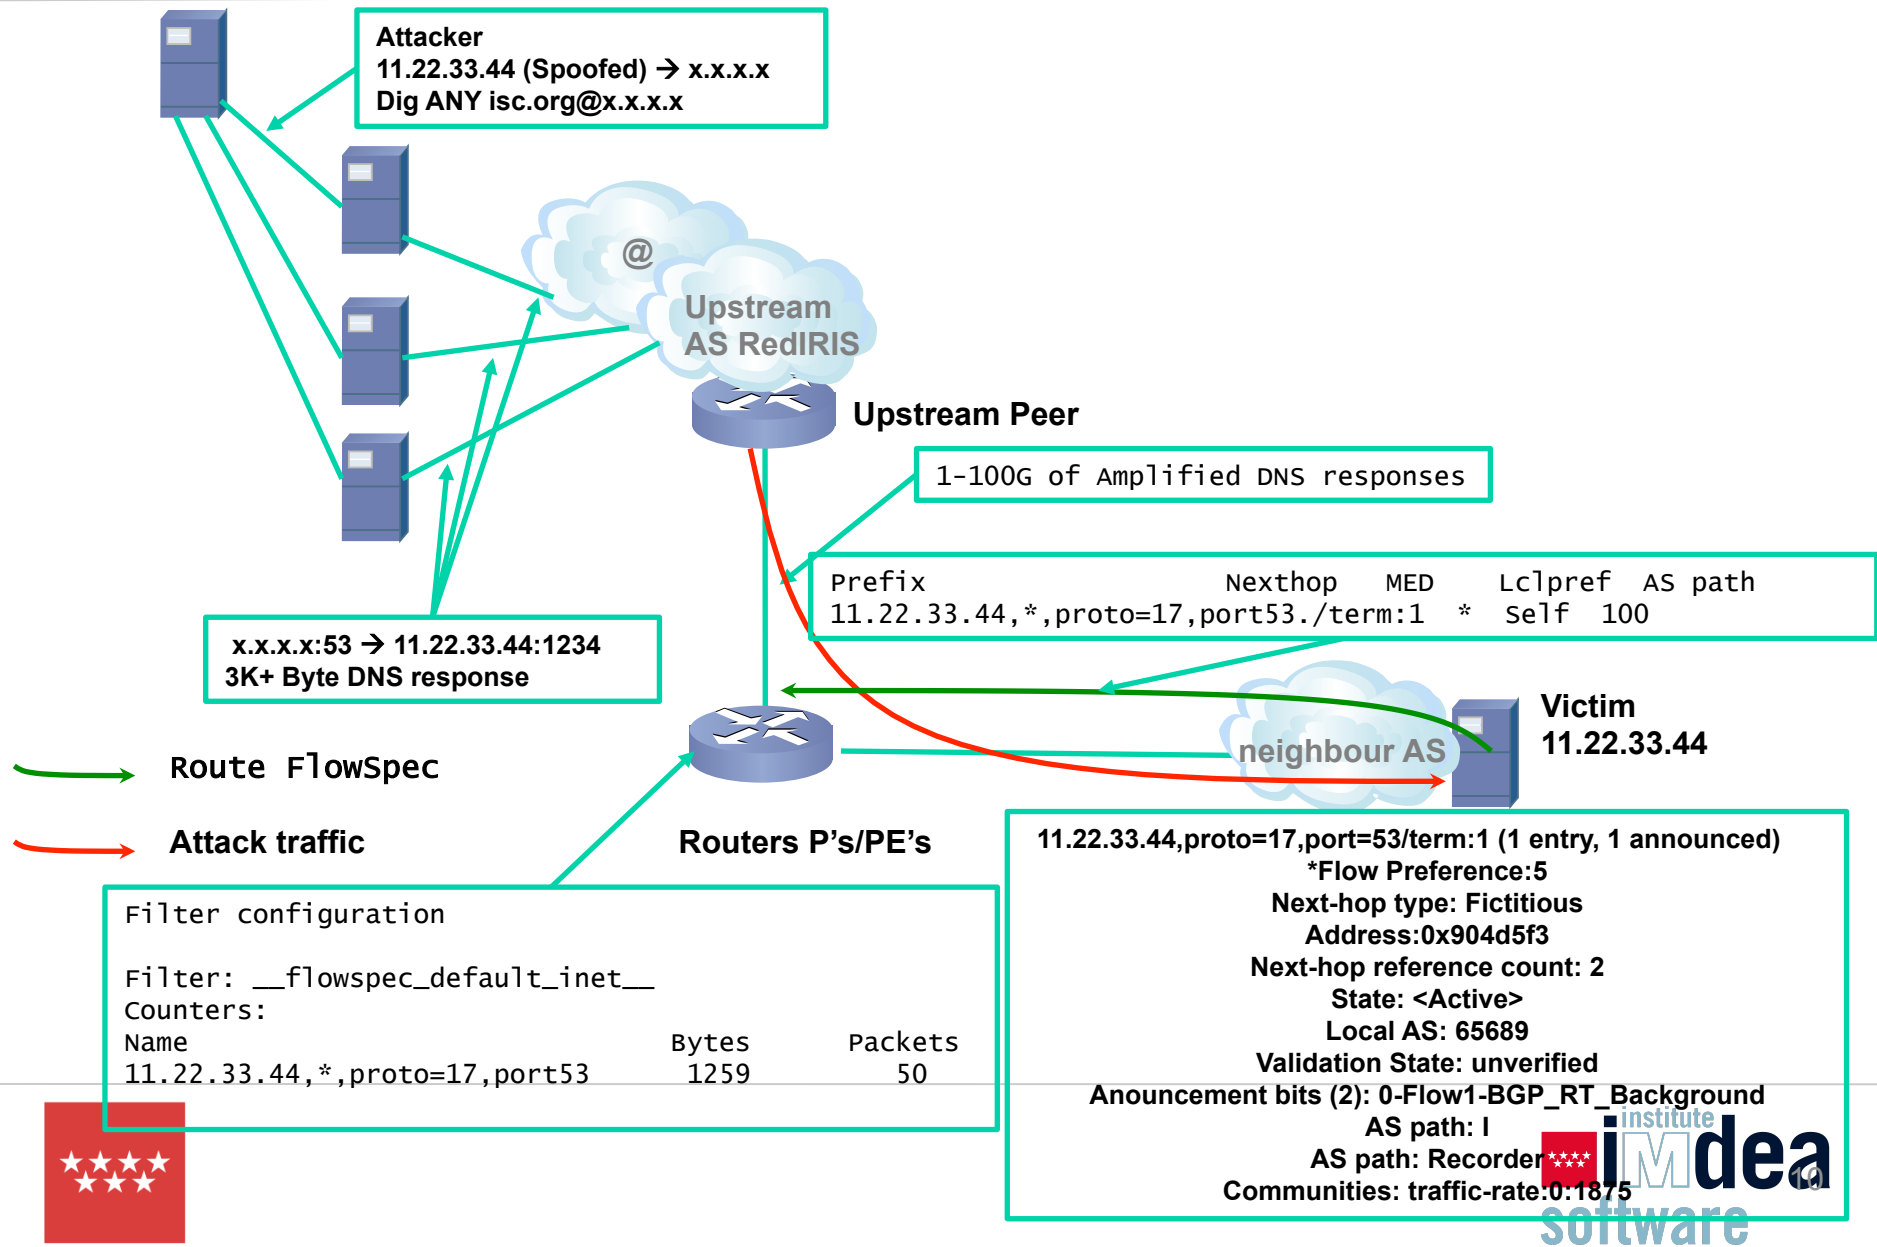 Attacker
11.22.33.44 (Spoofed) → x.x.x.x
Dig ANY isc.org@x.x.x.x
@
Upstream
AS RedIRIS
Upstream Peer
1-100G of Amplified DNS responses
Prefix Nexthop MED Lclpref AS path
11.22.33.44,*,proto=17,port53./term:1 * Self 100
x.x.x.x:53 → 11.22.33.44:1234
3K+ Byte DNS response
Victim
11.22.33.44
neighbour AS
Route FlowSpec
Attack traffic
Routers P's/PE's
Filter configuration
Filter: __flowspec_default_inet__
Counters:
Name Bytes Packets
11.22.33.44,*,proto=17,port53 1259 50
11.22.33.44,proto=17,port=53/term:1 (1 entry, 1 announced)
*Flow Preference:5
Next-hop type: Fictitious
Address:0x904d5f3
Next-hop reference count: 2
State: <Active>
Local AS: 65689
Validation State: unverified
Anouncement bits (2): 0-Flow1-BGP_RT_Background
AS path: I
AS path: Recorder
Communities: traffic-rate:0:1875
institute
imdea
software
10